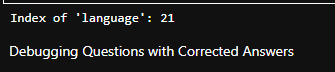 Index of 'language': 21
Debugging Questions with Corrected Answers